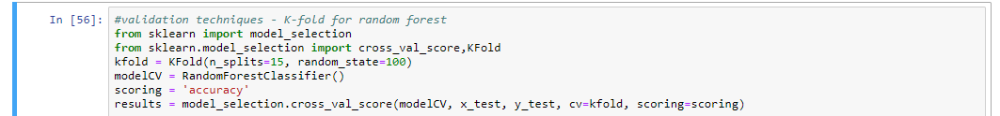 In [56]: #validation techniques - K-fold for random forest
from sklearn import model_selection
from sklearn.model_selection import cross_val_score,KFold
kfold = KFold(n_splits=15, random_state=100)
modelCV = RandomForestClassifier()
scoring = 'accuracy'
results = model_selection.cross_val_score(modelCV, x_test, y_test, cv=kfold, scoring=scoring)